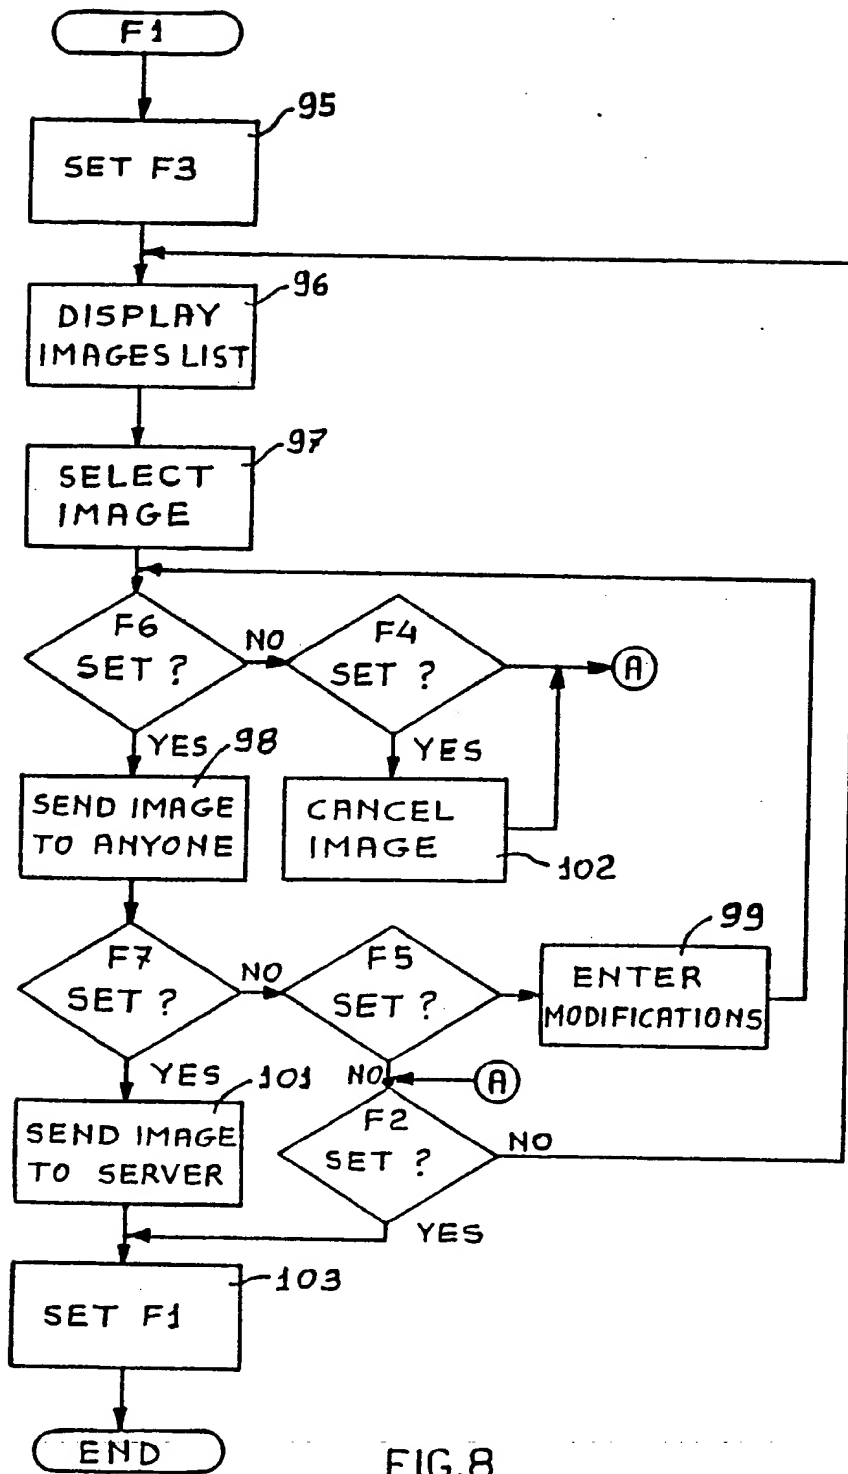 F1
95
SET F3
96
DISPLAY
IMAGES LIST
97
SELECT
IMAGE
F6
SET ?
NO
F4
SET ?
A
YES
98
YES
SEND IMAGE
TO ANYONE
CANCEL
IMAGE
102
99
F7
SET ?
NO
F5
SET ?
ENTER
MODIFICATIONS
YES
101
NO
A
SEND IMAGE
TO SERVER
F2
SET ?
NO
YES
103
SET F1
END
FIG.8